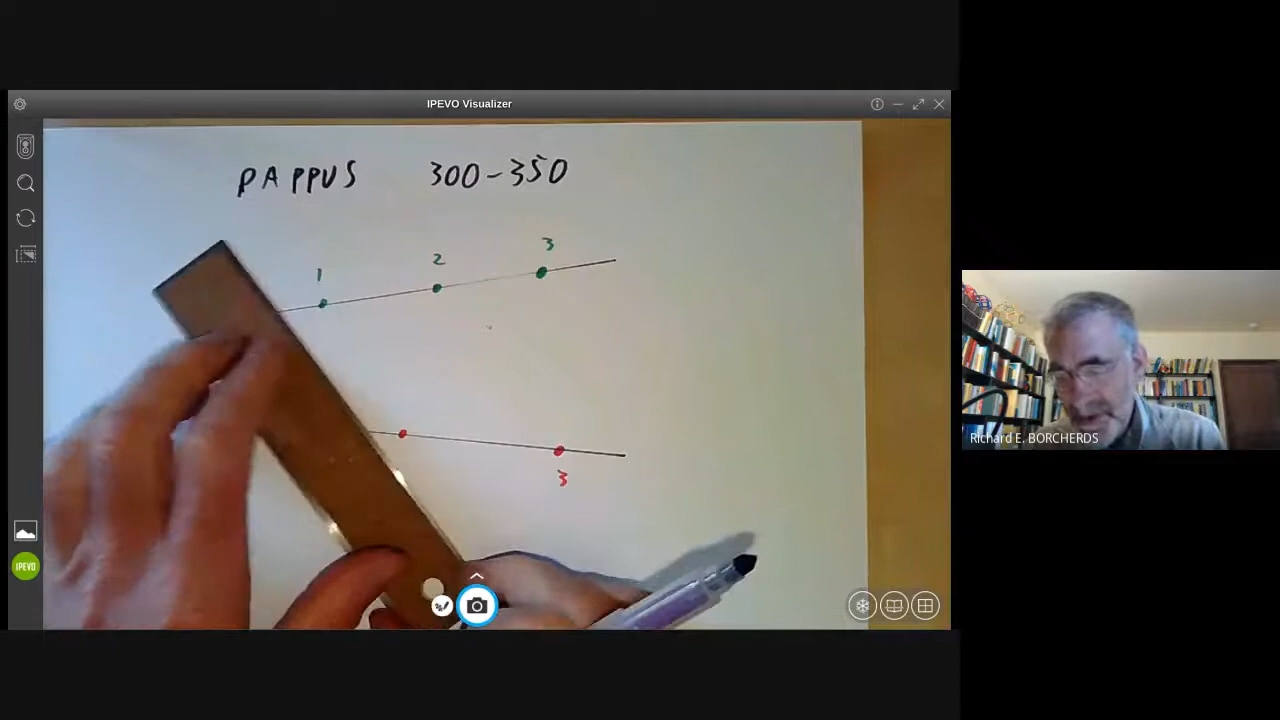 IPEVO Visualizer
PAPPUS 300-350
1 2 3
3
IPEVO
Richard E. BORCHERDS